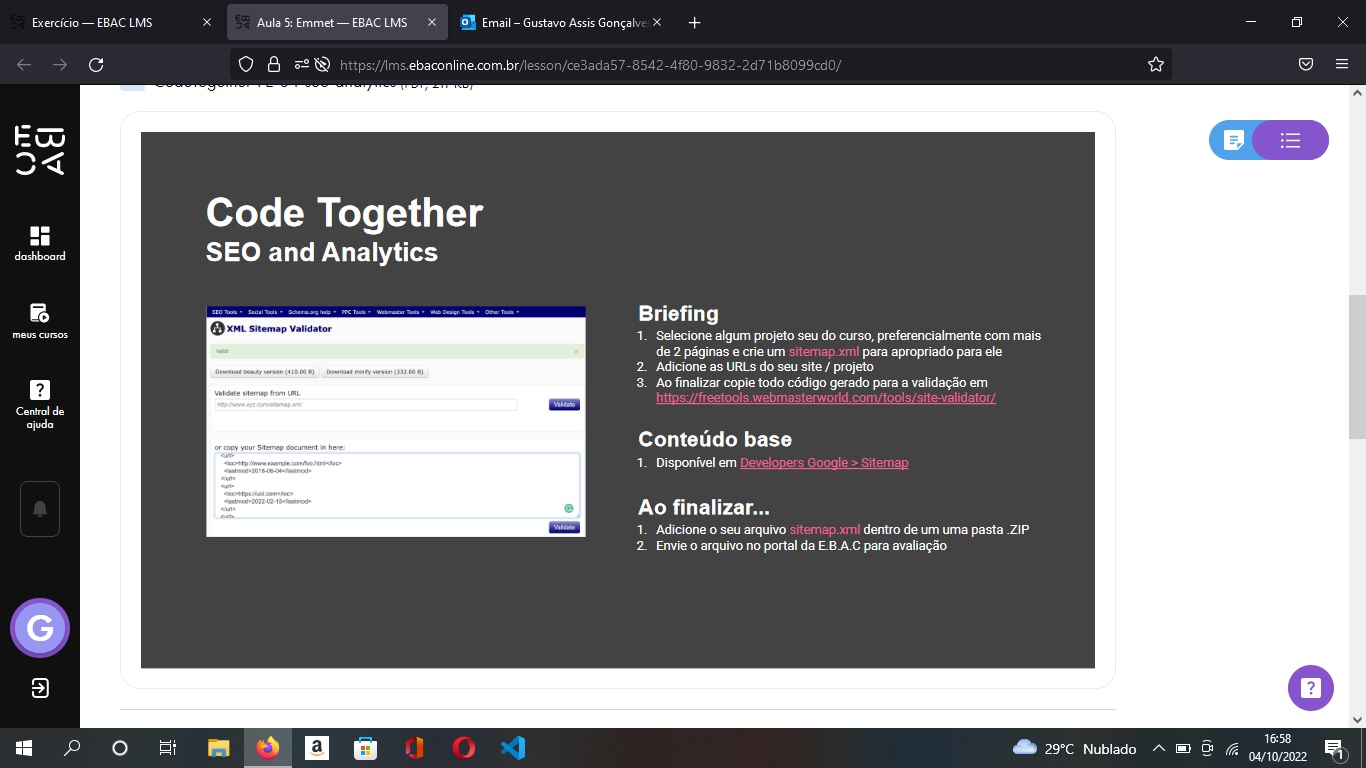 Exercício — EBAC LMS
Aula 5: Emmet — EBAC LMS
Email – Gustavo Assis Gonçalves
https://lms.ebaconline.com.br/lesson/ce3ada57-8542-4f80-9832-2d71b8099cd0/
EBAC
dashboard
meus cursos
Central de
ajuda
G
Code Together
SEO and Analytics
SEO Tools Social Tools Schema.org help PPC Tools Webmaster Tools Web Design Tools Other Tools
XML Sitemap Validator
Valid!
Download beauty version (410.00 B) Download minify version (332.00 B)
Validate sitemap from URL
http://www.xyz.com/sitemap.xml Validate
or copy your Sitemap document in here:
<url>
<loc>http://www.example.com/foo.html</loc>
<lastmod>2018-06-04</lastmod>
</url>
<url>
<loc>https://uol.com</loc>
<lastmod>2022-02-15</lastmod>
</url>
Validate
Briefing
1. Selecione algum projeto seu do curso, preferencialmente com mais
de 2 páginas e crie um sitemap.xml para apropriado para ele
2. Adicione as URLs do seu site / projeto
3. Ao finalizar copie todo código gerado para a validação em
https://freetools.webmasterworld.com/tools/site-validator/
Conteúdo base
1. Disponível em Developers Google > Sitemap
Ao finalizar...
1. Adicione o seu arquivo sitemap.xml dentro de um uma pasta .ZIP
2. Envie o arquivo no portal da E.B.A.C para avaliação
29°C Nublado
16:58
04/10/2022
1